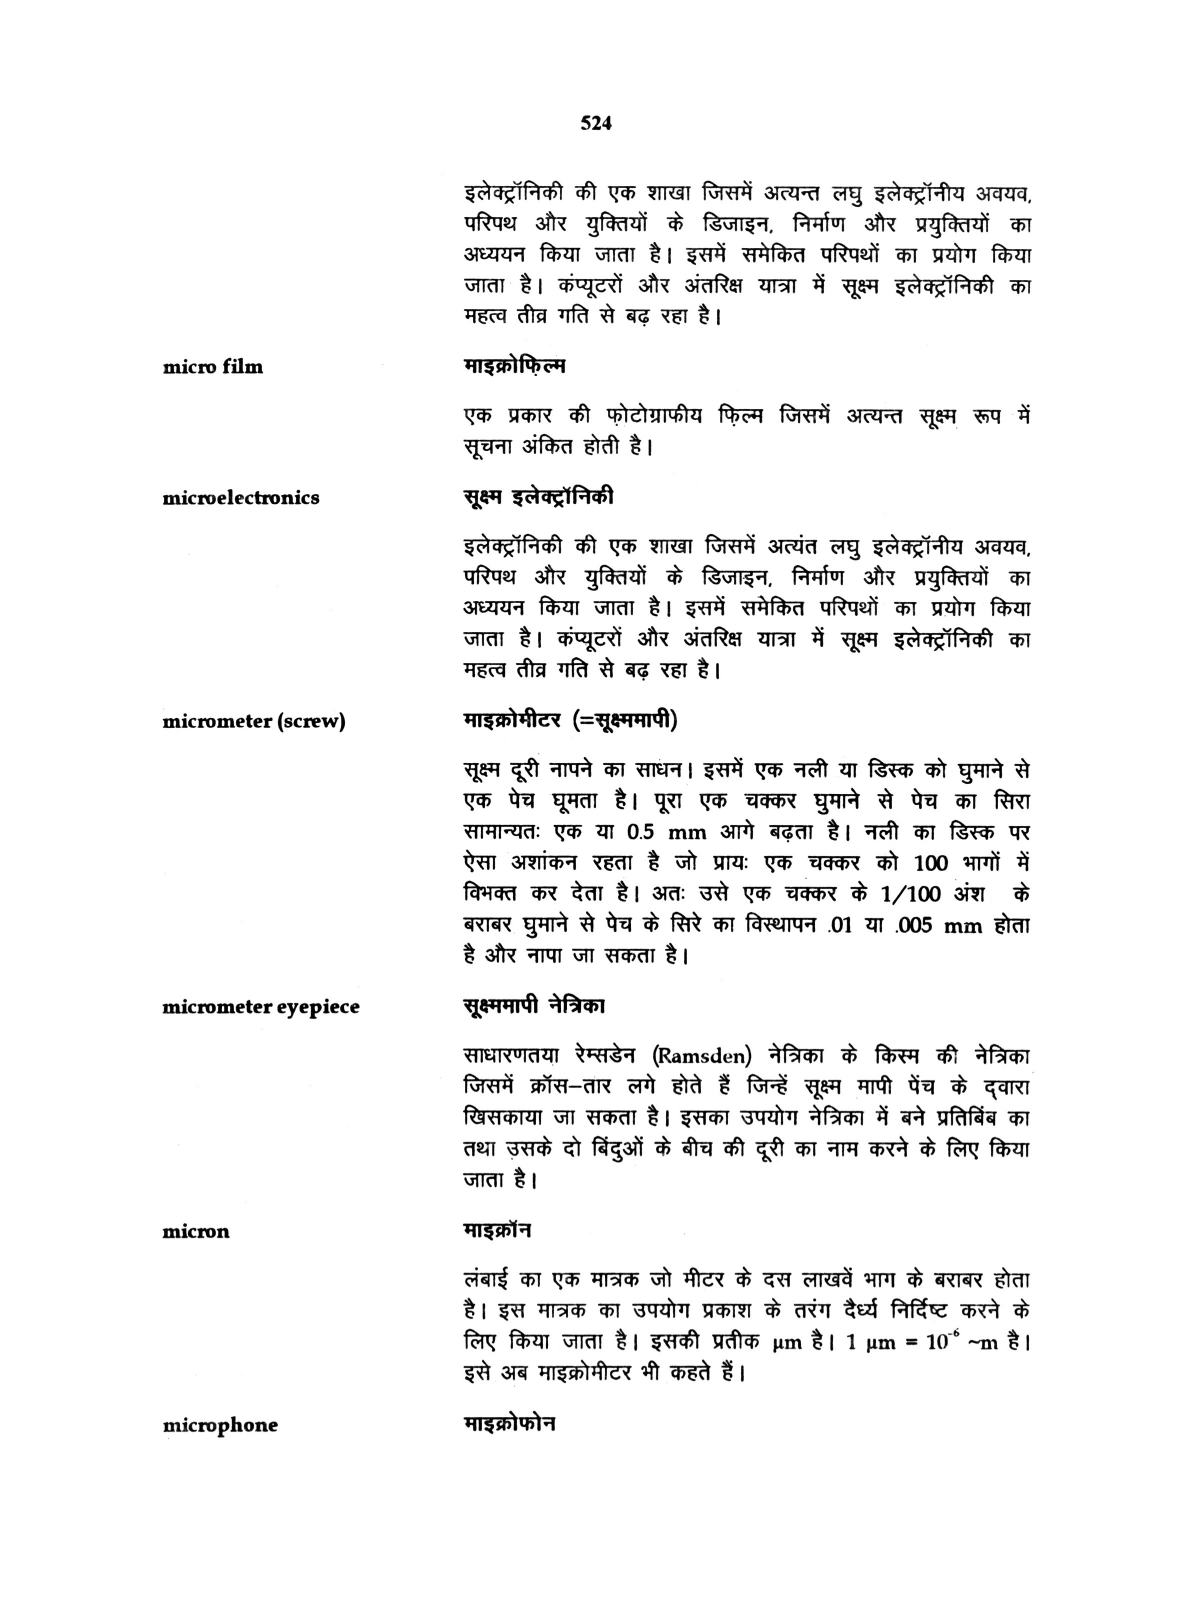 524
इलेक्ट्रॉनिकी की एक शाखा जिसमें अत्यन्त लघु इलेक्ट्रॉनीय अवयव,
परिपथ और युक्तियों के डिजाइन, निर्माण और प्रयुक्तियों का
अध्ययन किया जाता है। इसमें समेकित परिपथों का प्रयोग किया
जाता है। कंप्यूटरों और अंतरिक्ष यात्रा में सूक्ष्म इलेक्ट्रॉनिकी का
महत्व तीव्र गति से बढ़ रहा है।
micro film माइक्रोफ़िल्म
एक प्रकार की फ़ोटोग्राफीय फ़िल्म जिसमें अत्यन्त सूक्ष्म रूप में
सूचना अंकित होती है।
microelectronics सूक्ष्म इलेक्ट्रॉनिकी
इलेक्ट्रॉनिकी की एक शाखा जिसमें अत्यंत लघु इलेक्ट्रॉनीय अवयव,
परिपथ और युक्तियों के डिजाइन, निर्माण और प्रयुक्तियों का
अध्ययन किया जाता है। इसमें समेकित परिपथों का प्रयोग किया
जाता है। कंप्यूटरों और अंतरिक्ष यात्रा में सूक्ष्म इलेक्ट्रॉनिकी का
महत्व तीव्र गति से बढ़ रहा है।
micrometer (screw) माइक्रोमीटर (=सूक्ष्ममापी)
सूक्ष्म दूरी नापने का साधन। इसमें एक नली या डिस्क को घुमाने से
एक पेच घूमता है। पूरा एक चक्कर घुमाने से पेच का सिरा
सामान्यतः एक या 0.5 mm आगे बढ़ता है। नली का डिस्क पर
ऐसा अशांकन रहता है जो प्रायः एक चक्कर को 100 भागों में
विभक्त कर देता है। अतः उसे एक चक्कर के 1/100 अंश के
बराबर घुमाने से पेच के सिरे का विस्थापन .01 या .005 mm होता
है और नापा जा सकता है।
micrometer eyepiece सूक्ष्ममापी नेत्रिका
साधारणतया रेम्सडेन (Ramsden) नेत्रिका के किस्म की नेत्रिका
जिसमें क्रॉस–तार लगे होते हैं जिन्हें सूक्ष्म मापी पेंच के द्वारा
खिसकाया जा सकता है। इसका उपयोग नेत्रिका में बने प्रतिबिंब का
तथा उसके दो बिंदुओं के बीच की दूरी का नाम करने के लिए किया
जाता है।
micron माइक्रॉन
लंबाई का एक मात्रक जो मीटर के दस लाखवें भाग के बराबर होता
है। इस मात्रक का उपयोग प्रकाश के तरंग दैर्ध्य निर्दिष्ट करने के
लिए किया जाता है। इसकी प्रतीक µm है। 1 µm = 10⁻⁶ ~m है।
इसे अब माइक्रोमीटर भी कहते हैं।
microphone माइक्रोफोन